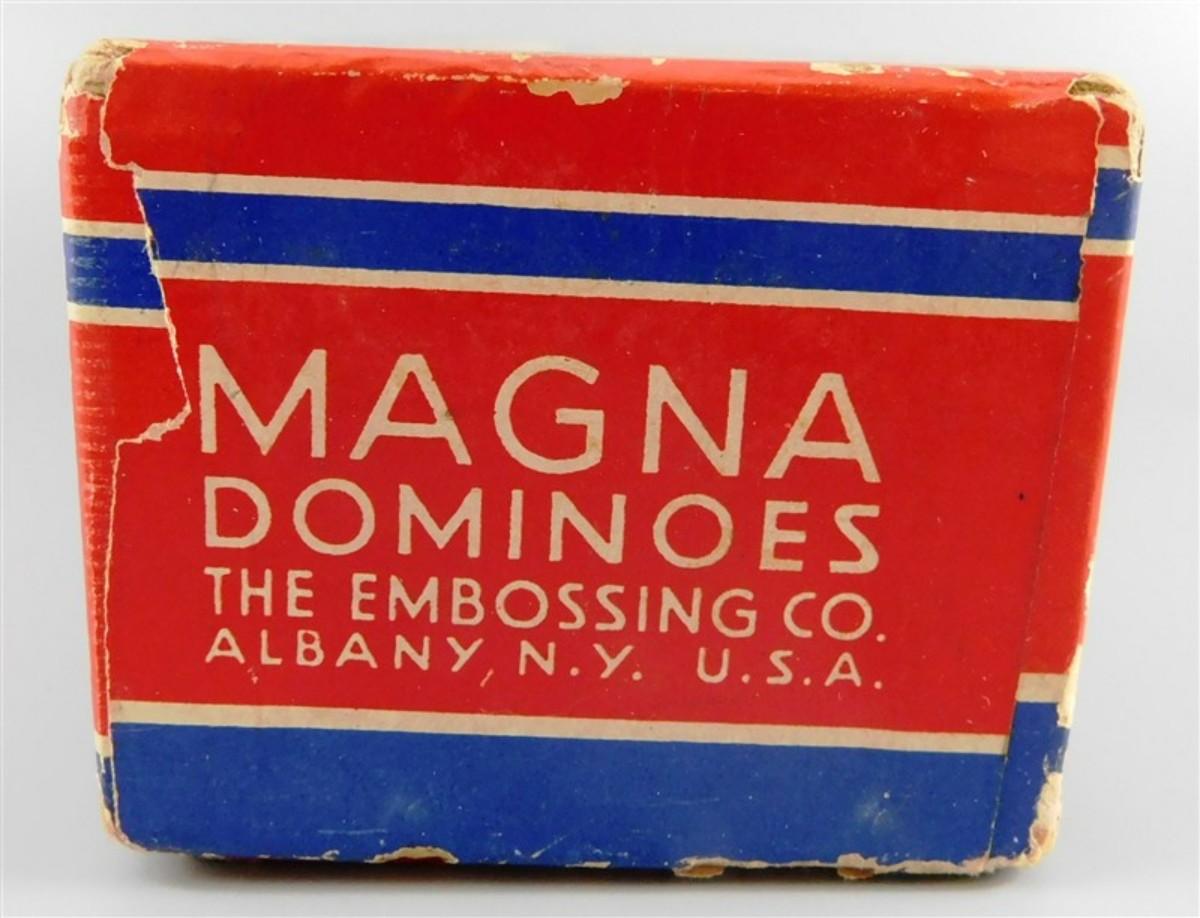 MAGNA
DOMINOES
THE EMBOSSING CO.
ALBANY, N.Y. U.S.A.